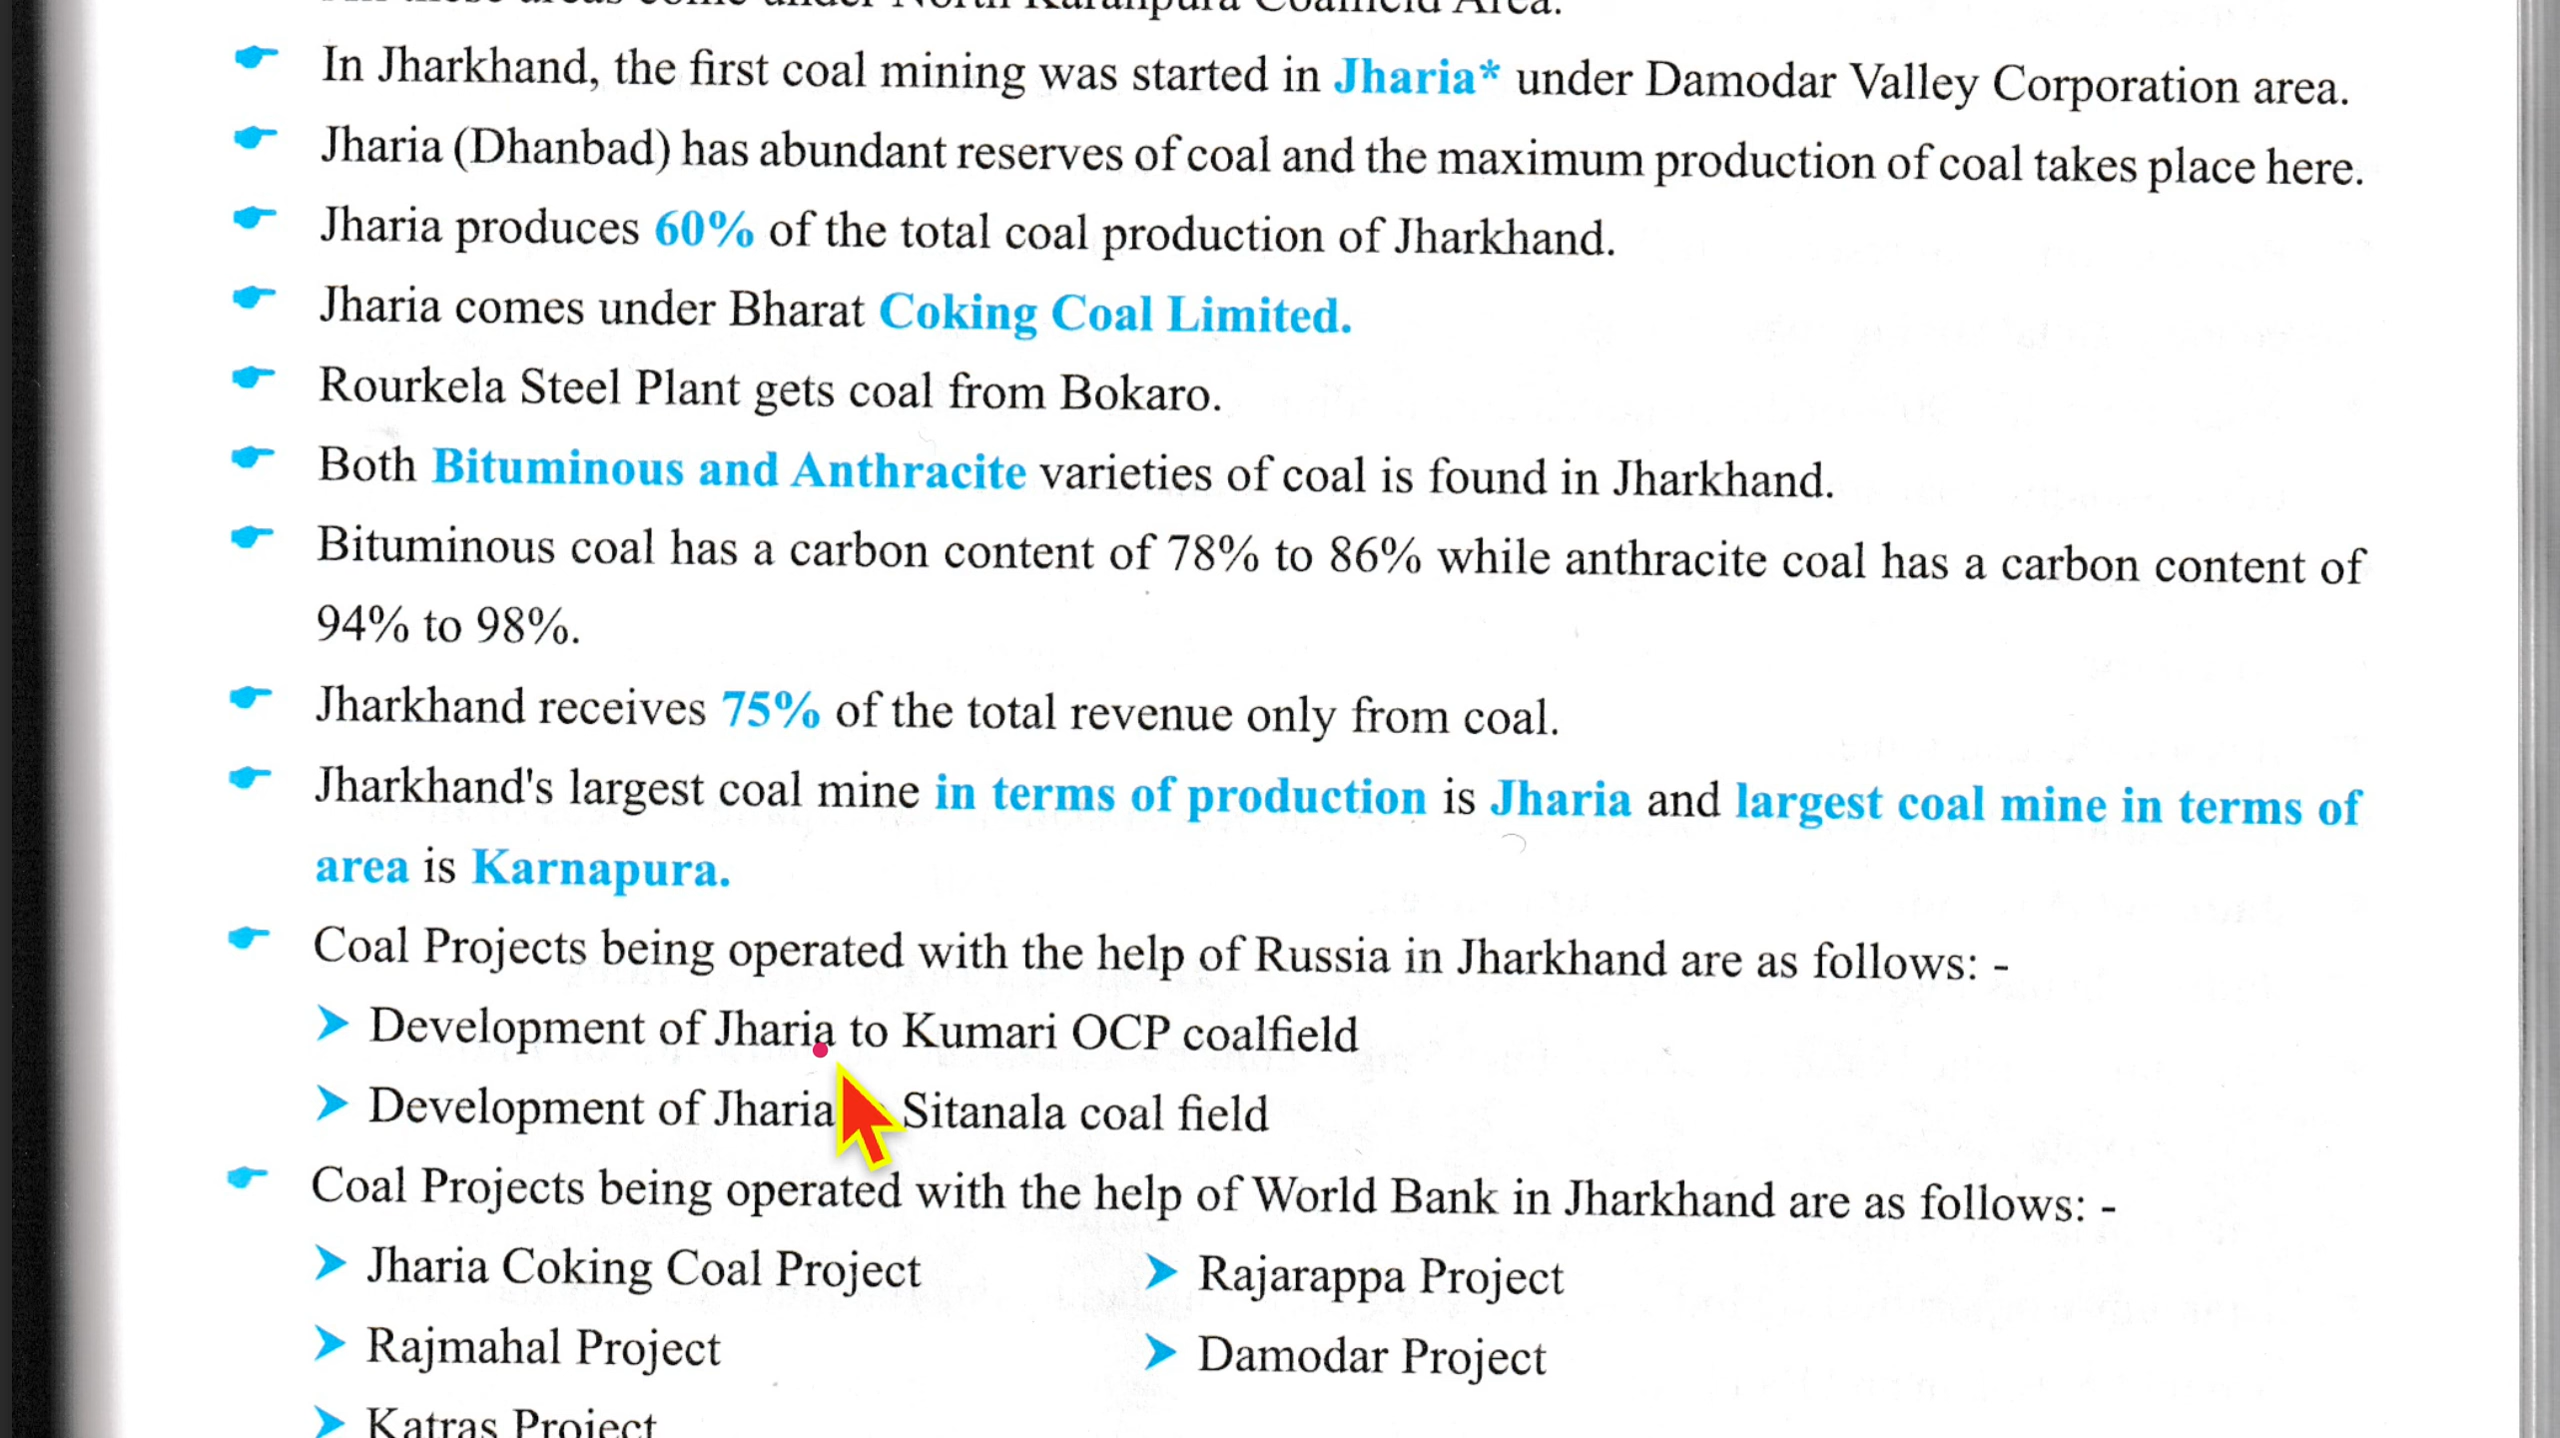 In Jharkhand, the first coal mining was started in Jharia* under Damodar Valley Corporation area.
Jharia (Dhanbad) has abundant reserves of coal and the maximum production of coal takes place here.
Jharia produces 60% of the total coal production of Jharkhand.
Jharia comes under Bharat Coking Coal Limited.
Rourkela Steel Plant gets coal from Bokaro.
Both Bituminous and Anthracite varieties of coal is found in Jharkhand.
Bituminous coal has a carbon content of 78% to 86% while anthracite coal has a carbon content of
94% to 98%.
Jharkhand receives 75% of the total revenue only from coal.
Jharkhand's largest coal mine in terms of production is Jharia and largest coal mine in terms of
area is Karnapura.
Coal Projects being operated with the help of Russia in Jharkhand are as follows: -
Development of Jharia to Kumari OCP coalfield
Development of Jharia Sitanala coal field
Coal Projects being operated with the help of World Bank in Jharkhand are as follows: -
Jharia Coking Coal Project
Rajarappa Project
Rajmahal Project
Damodar Project
Katras Project